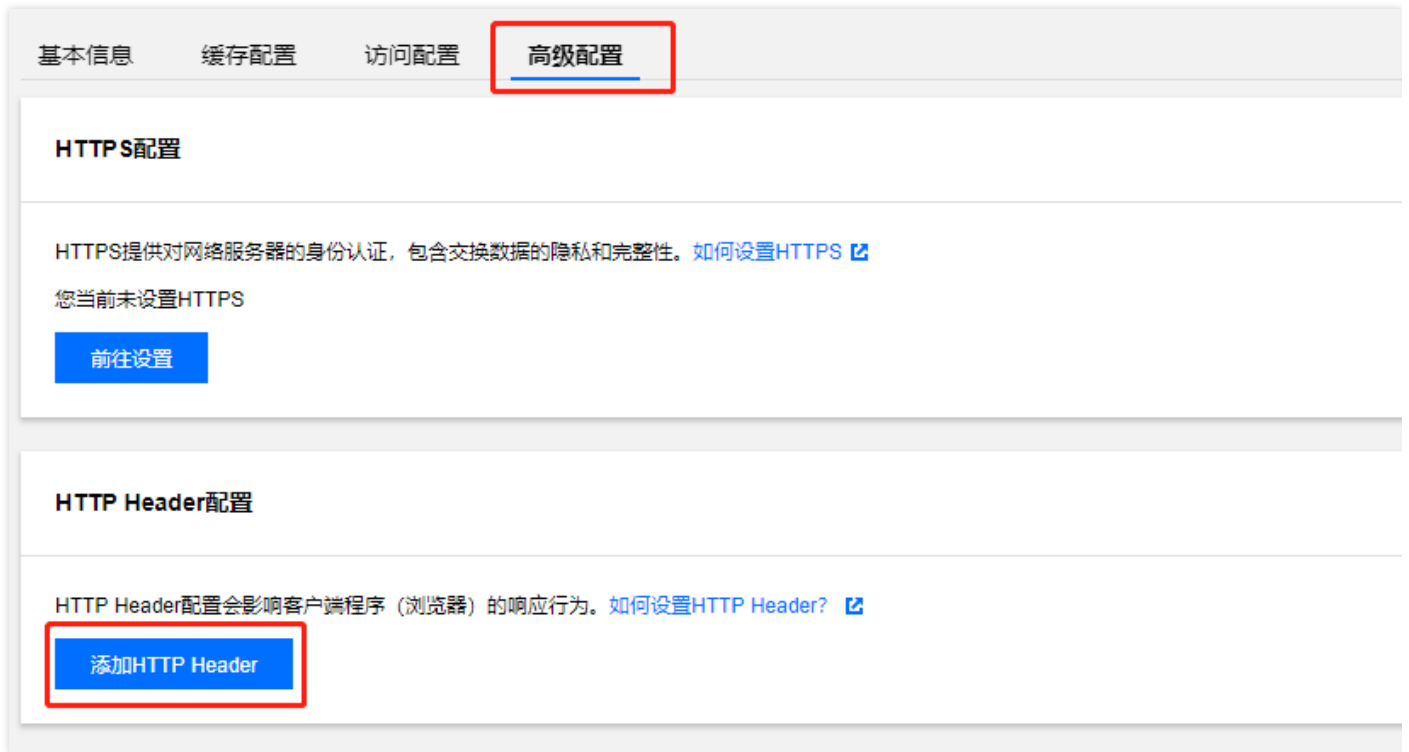 基本信息 缓存配置 访问配置 高级配置
HTTPS配置
HTTPS提供对网络服务器的身份认证，包含交换数据的隐私和完整性。如何设置HTTPS
您当前未设置HTTPS
前往设置
HTTP Header配置
HTTP Header配置会影响客户端程序（浏览器）的响应行为。如何设置HTTP Header？
添加HTTP Header